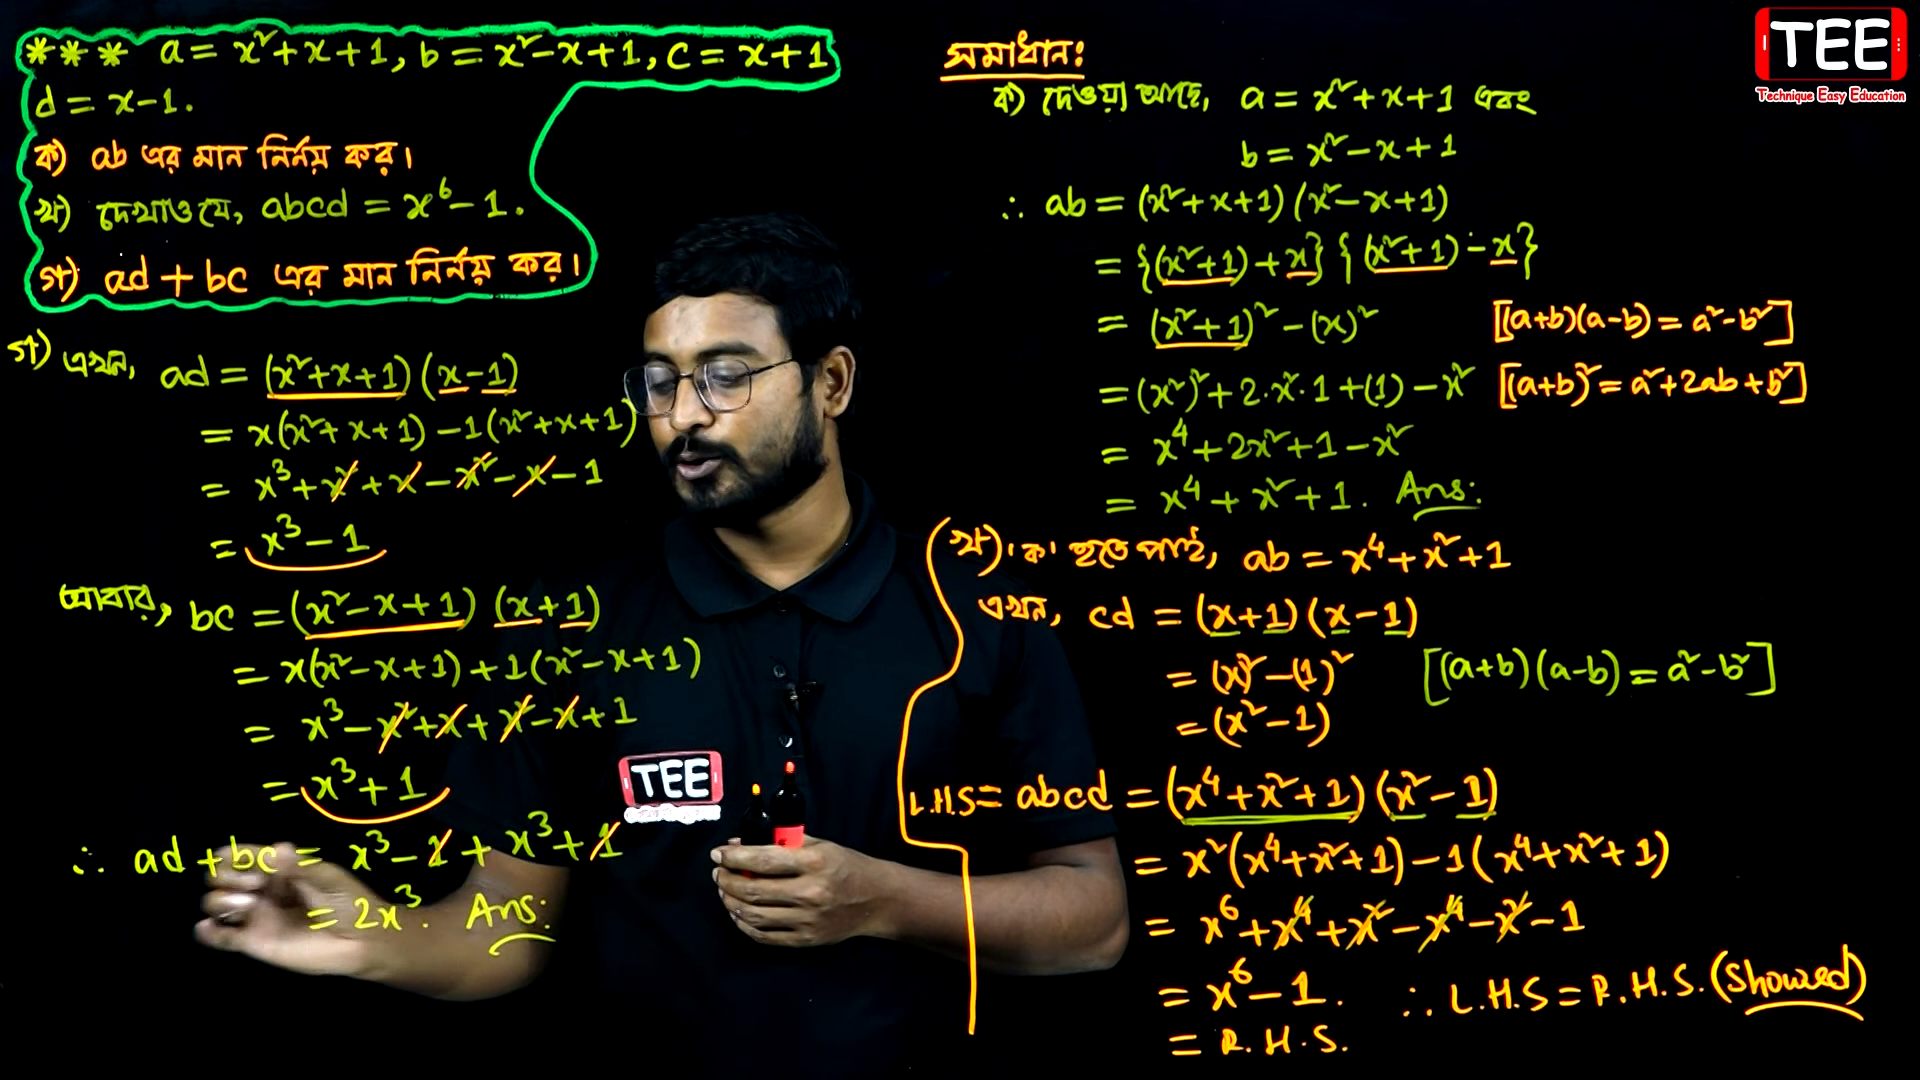 *** a = x²+x+1, b = x²-x+1, c = x+1
d = x-1.
ক) ab এর মান নির্নয় কর।
খ) দেখাও যে, abcd = x⁶-1.
গ) ad + bc এর মান নির্নয় কর।
গ) এখন, ad = (x²+x+1) (x-1)
= x(x²+x+1) -1(x²+x+1)
= x³+x²+x-x²-x-1
= x³-1
আবার, bc = (x²-x+1) (x+1)
= x(x²-x+1)+1(x²-x+1)
= x³-x²+x+x²-x+1
= x³+1
∴ ad+bc = x³-1+x³+1
= 2x³. Ans:
সমাধান:
ক) দেওয়া আছে, a = x²+x+1 এবং
b = x²-x+1
∴ ab = (x²+x+1) (x²-x+1)
= {(x²+1)+x} {(x²+1)-x}
= (x²+1)²-(x)² [(a+b)(a-b) = a²-b²]
= (x²)²+2.x².1+(1)-x² [(a+b)² = a²+2ab+b²]
= x⁴+2x²+1-x²
= x⁴+x²+1. Ans:
খ) 'ক' হতে পাই, ab = x⁴+x²+1
এখন, cd = (x+1) (x-1)
= (x)²-(1)² [(a+b)(a-b) = a²-b²]
= (x²-1)
L.H.S = abcd = (x⁴+x²+1) (x²-1)
= x²(x⁴+x²+1)-1(x⁴+x²+1)
= x⁶+x⁴+x²-x⁴-x²-1
= x⁶-1. ∴ L.H.S = R.H.S. (Showed)
= R.H.S.
TEE
Technique Easy Education
TEE